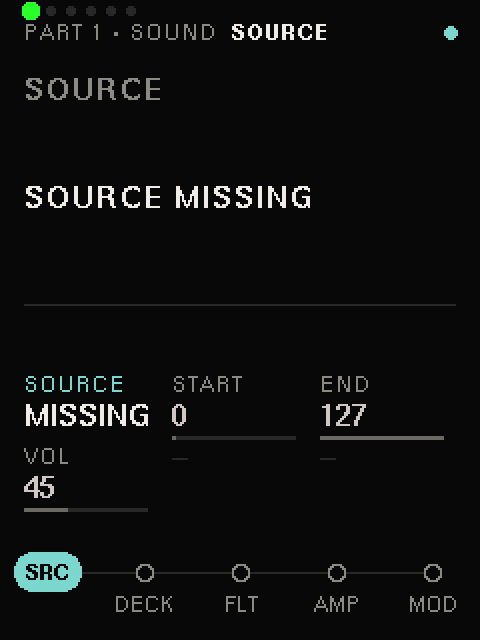 PART 1 · SOUND SOURCE
SOURCE
SOURCE MISSING
SOURCE START END
MISSING 0 127
VOL — —
45
SRC
DECK FLT AMP MOD